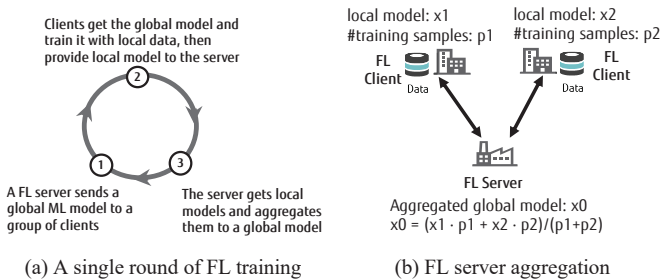 Clients get the global model and
train it with local data, then
provide local model to the server
2
1
3
A FL server sends a
global ML model to a
group of clients
The server gets local
models and aggregates
them to a global model
(a) A single round of FL training
local model: x1
#training samples: p1
FL
Client
Data
local model: x2
#training samples: p2
FL
Client
Data
FL Server
Aggregated global model: x0
x0 = (x1 · p1 + x2 · p2)/(p1+p2)
(b) FL server aggregation